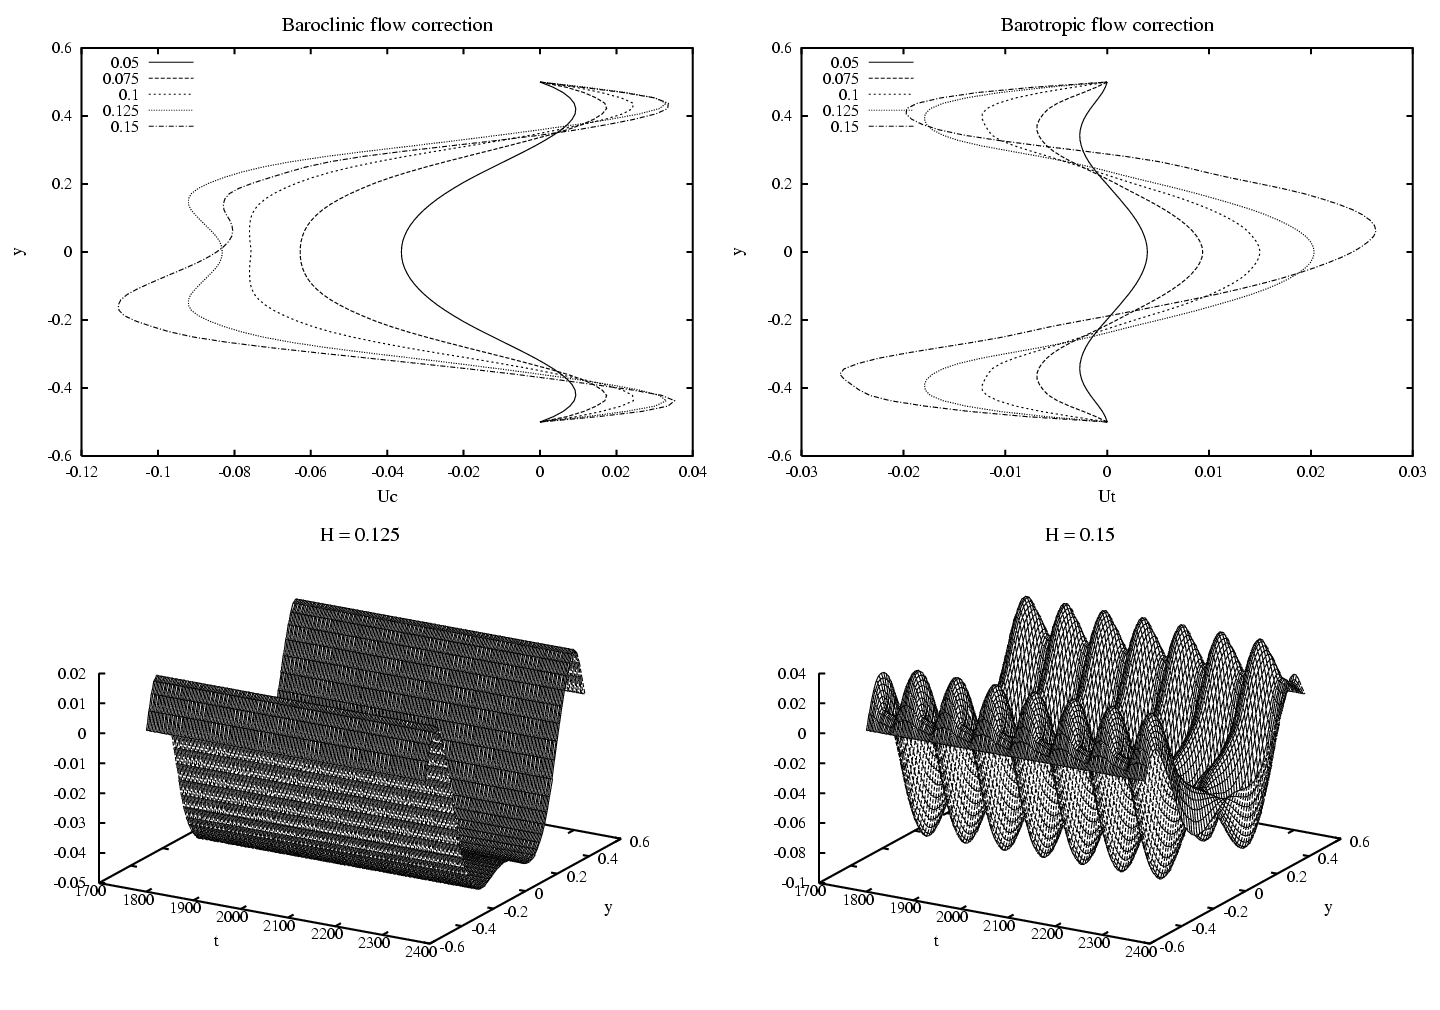 Baroclinic flow correction
0.6
0.4
0.2
0
-0.2
-0.4
-0.6
y
0.05
0.075
0.1
0.125
0.15
-0.12 -0.1 -0.08 -0.06 -0.04 -0.02 0 0.02 0.04
Uc
Barotropic flow correction
0.6
0.4
0.2
0
-0.2
-0.4
-0.6
y
0.05
0.075
0.1
0.125
0.15
-0.03 -0.02 -0.01 0 0.01 0.02 0.03
Ut
H = 0.125
0.02
0.01
0
-0.01
-0.02
-0.03
-0.04
-0.05
1700 1800 1900 2000 2100 2200 2300 2400
t
-0.6 -0.4 -0.2 0 0.2 0.4 0.6
y
H = 0.15
0.04
0.02
0
-0.02
-0.04
-0.06
-0.08
-0.1
1700 1800 1900 2000 2100 2200 2300 2400
t
-0.6 -0.4 -0.2 0 0.2 0.4 0.6
y